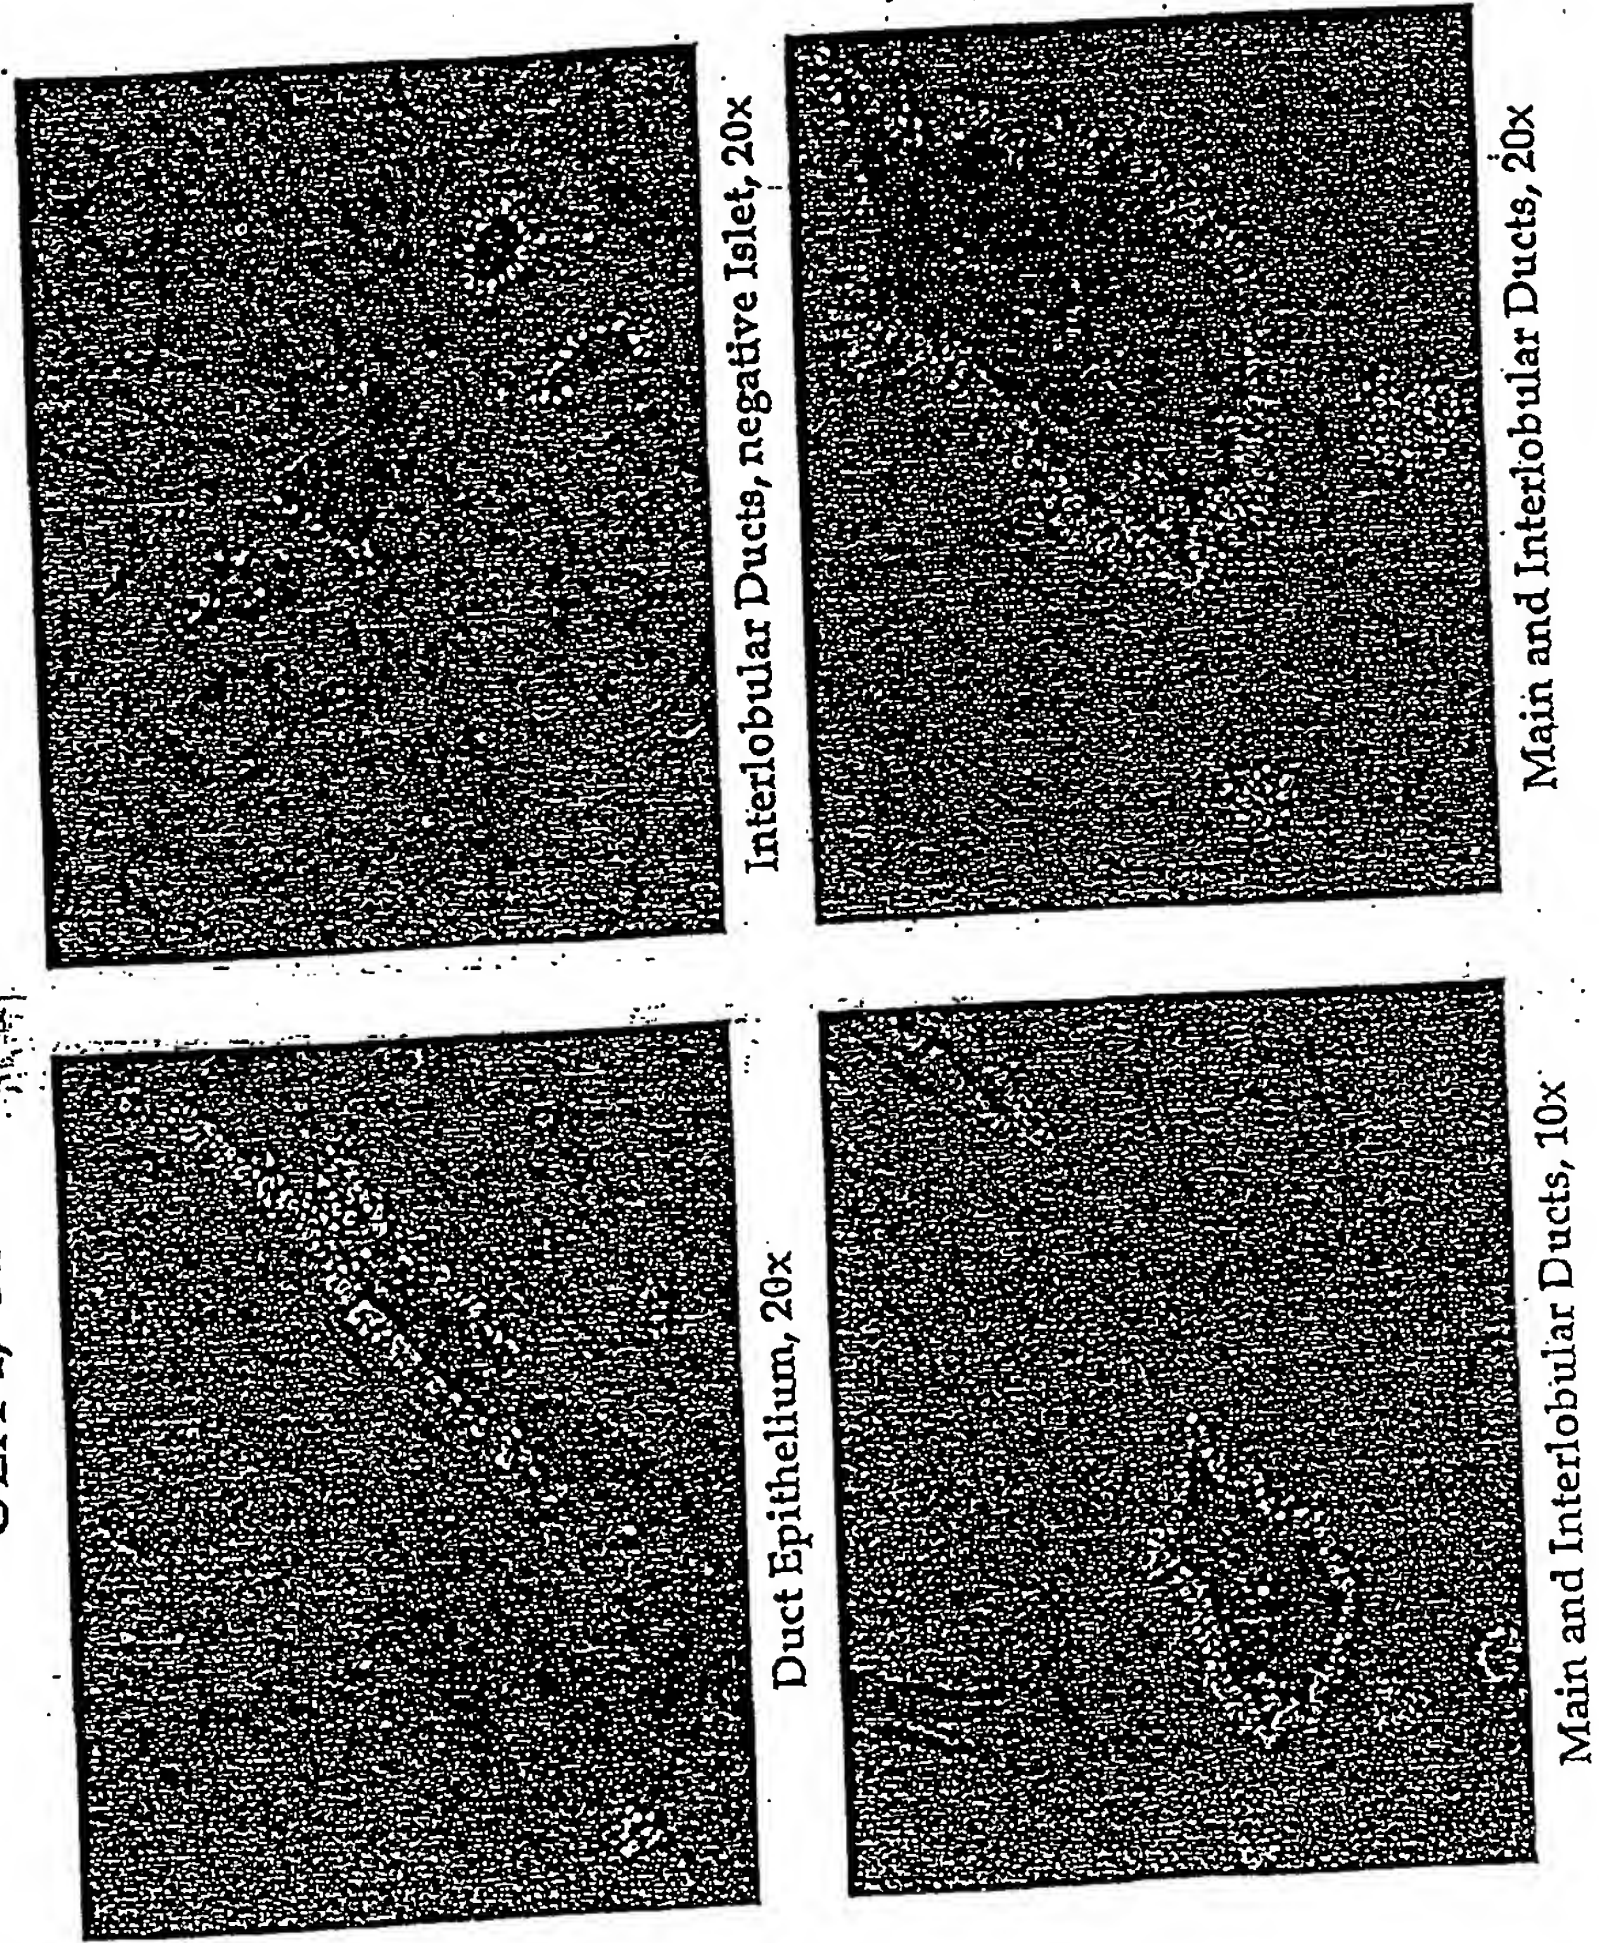 Duct Epithelium, 20x
Interlobular Ducts, negative Islet, 20x
Main and Interlobular Ducts, 10x
Main and Interlobular Ducts, 20x